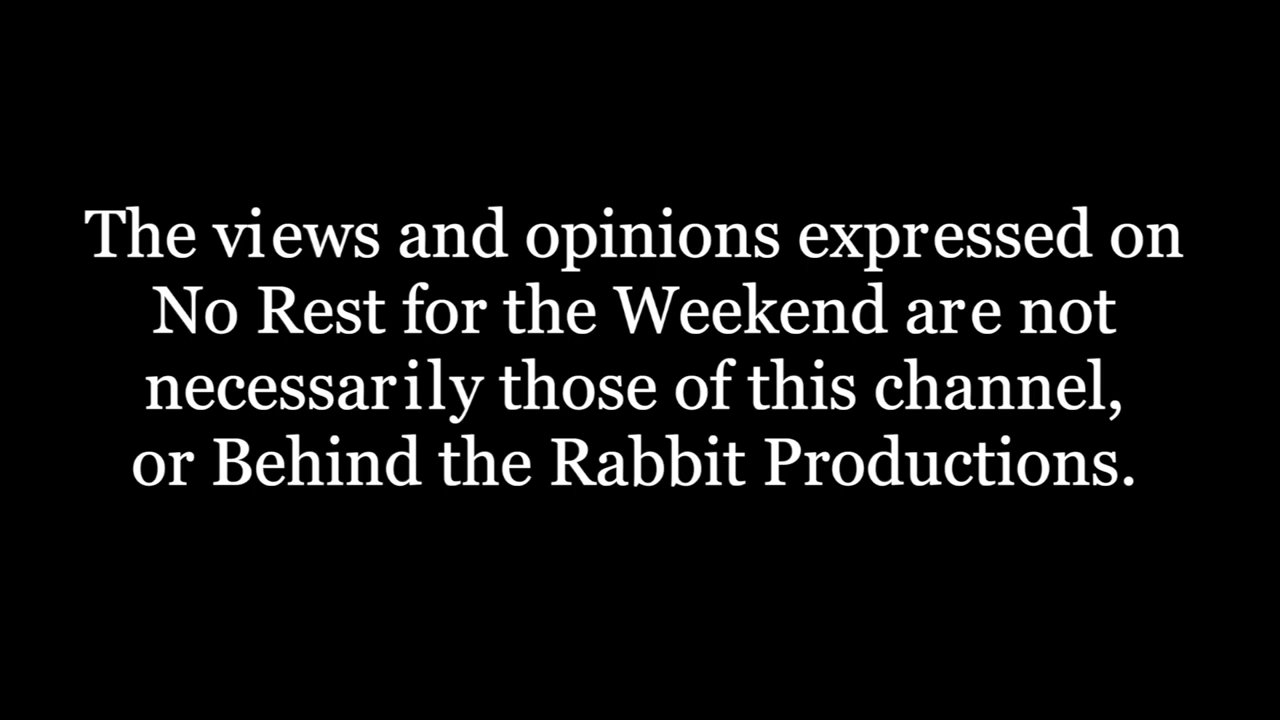 The views and opinions expressed on
No Rest for the Weekend are not
necessarily those of this channel,
or Behind the Rabbit Productions.